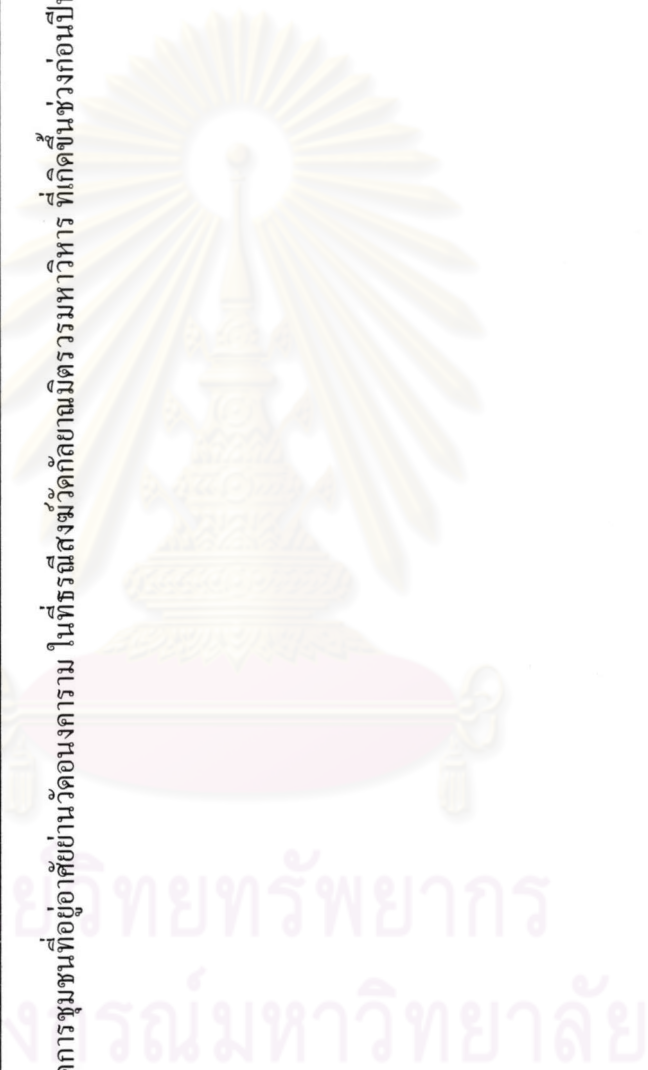 การชุมชนที่อยู่อาศัยย่านวัดอนงคาราม ในที่ธรณีสงฆ์วัดกัลยาณมิตรวรมหาวิหาร ที่เกิดขึ้นช่วงก่อน
ยวิทยทรัพยากร
รณ์มหาวิทยาลัย